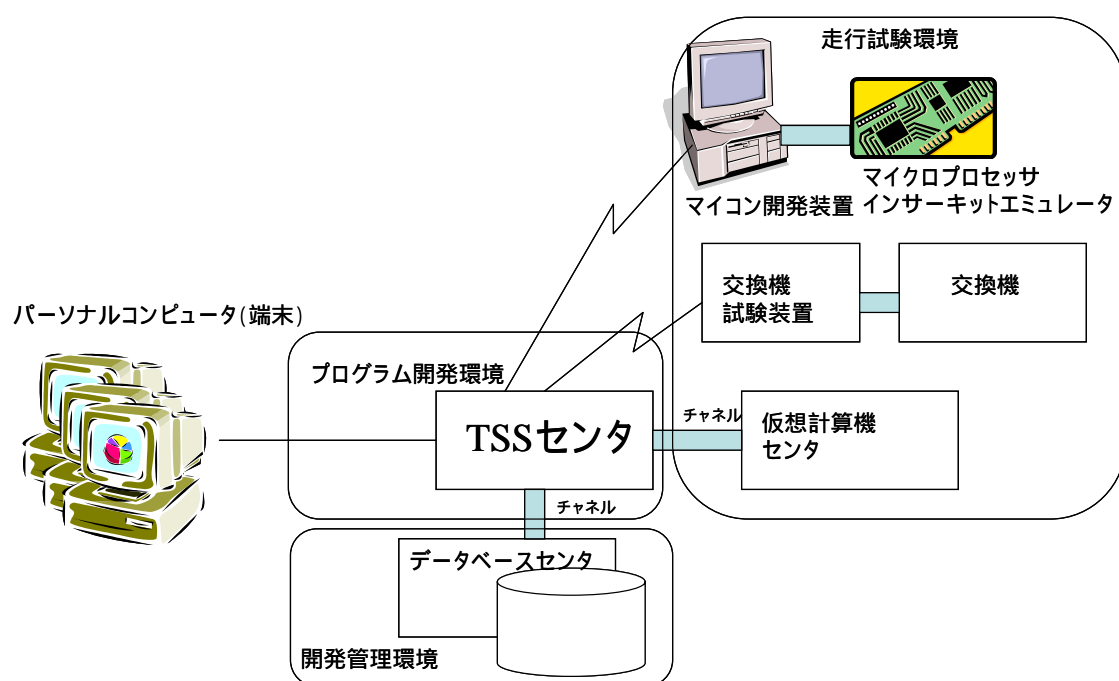 走行試験環境
マイコン開発装置
マイクロプロセッサ
インサーキットエミュレータ
交換機
試験装置
交換機
パーソナルコンピュータ(端末)
プログラム開発環境
TSSセンタ
チャネル
仮想計算機
センタ
チャネル
データベースセンタ
開発管理環境